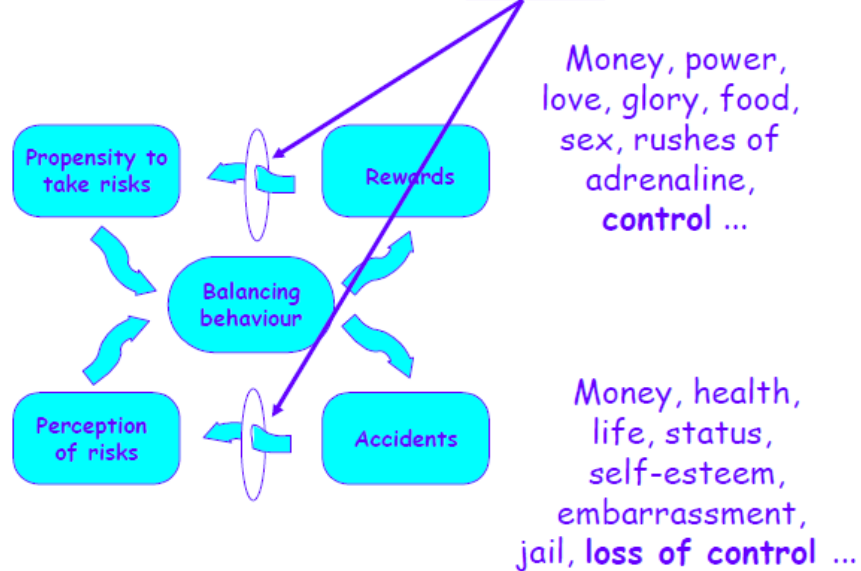 Money, power,
love, glory, food,
sex, rushes of
adrenaline,
control ...
Propensity to
take risks
Rewards
Balancing
behaviour
Perception
of risks
Accidents
Money, health,
life, status,
self-esteem,
embarrassment,
jail, loss of control ...